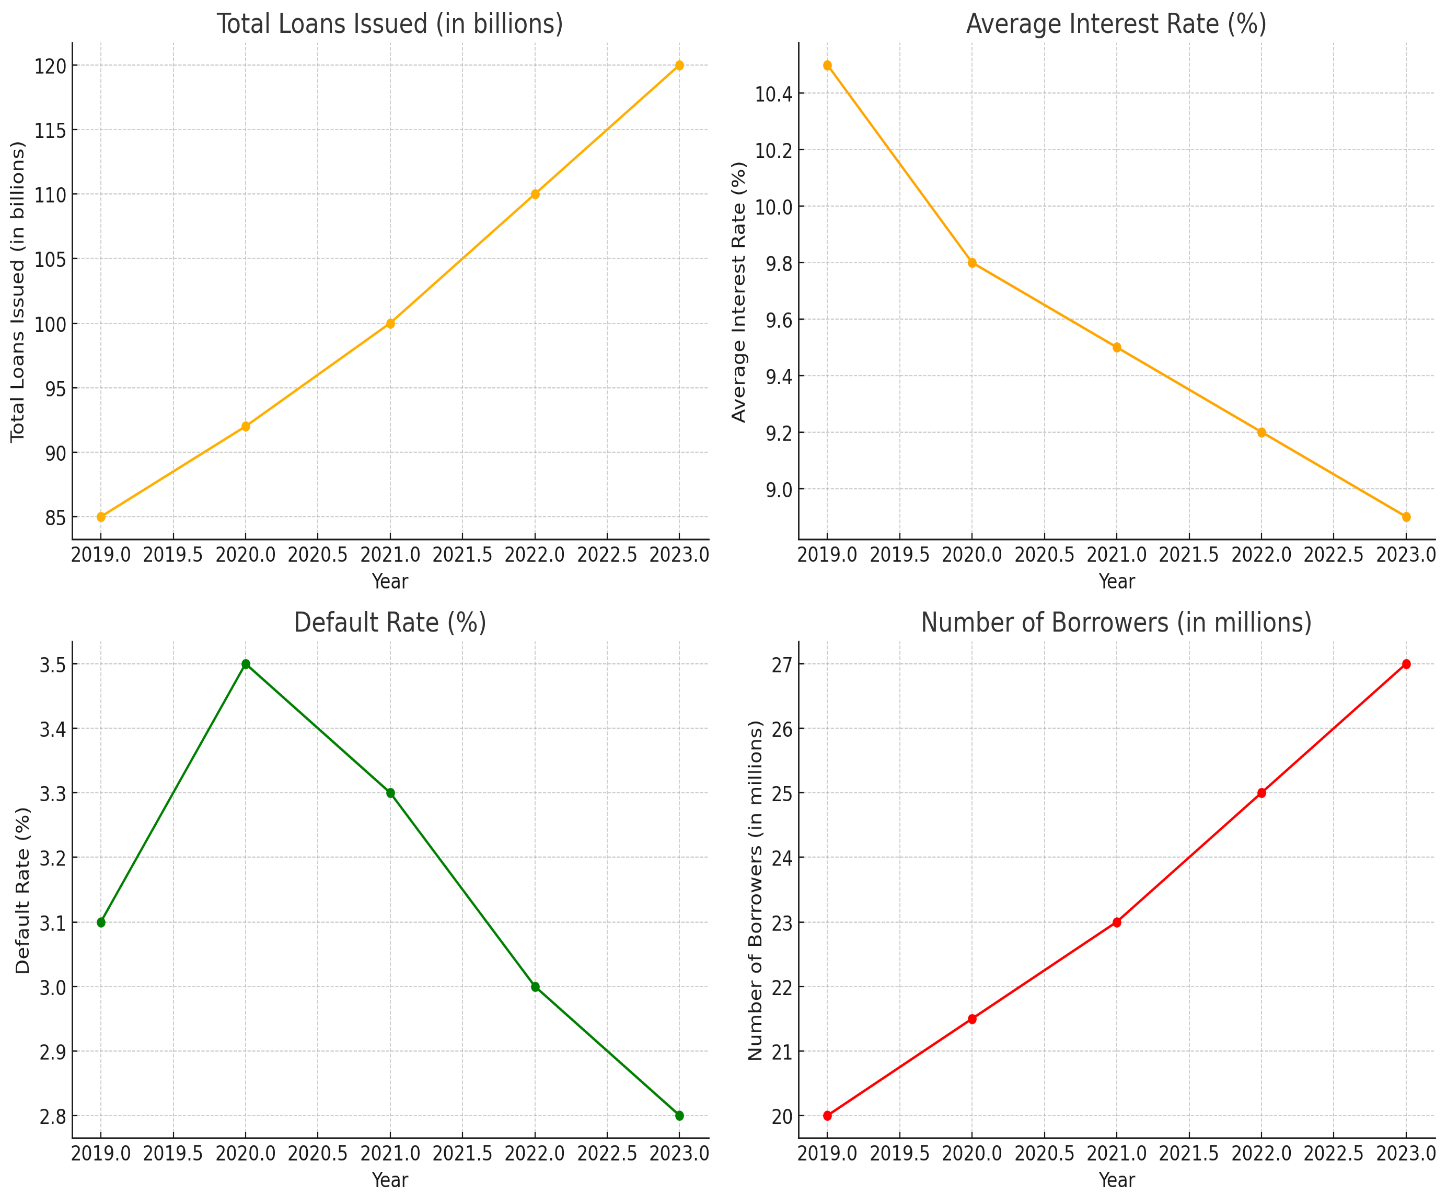 Total Loans Issued (in billions)
Total Loans Issued (in billions)
120
115
110
105
100
95
90
85
2019.0 2019.5 2020.0 2020.5 2021.0 2021.5 2022.0 2022.5 2023.0
Year
Average Interest Rate (%)
Average Interest Rate (%)
10.4
10.2
10.0
9.8
9.6
9.4
9.2
9.0
2019.0 2019.5 2020.0 2020.5 2021.0 2021.5 2022.0 2022.5 2023.0
Year
Default Rate (%)
Default Rate (%)
3.5
3.4
3.3
3.2
3.1
3.0
2.9
2.8
2019.0 2019.5 2020.0 2020.5 2021.0 2021.5 2022.0 2022.5 2023.0
Year
Number of Borrowers (in millions)
Number of Borrowers (in millions)
27
26
25
24
23
22
21
20
2019.0 2019.5 2020.0 2020.5 2021.0 2021.5 2022.0 2022.5 2023.0
Year